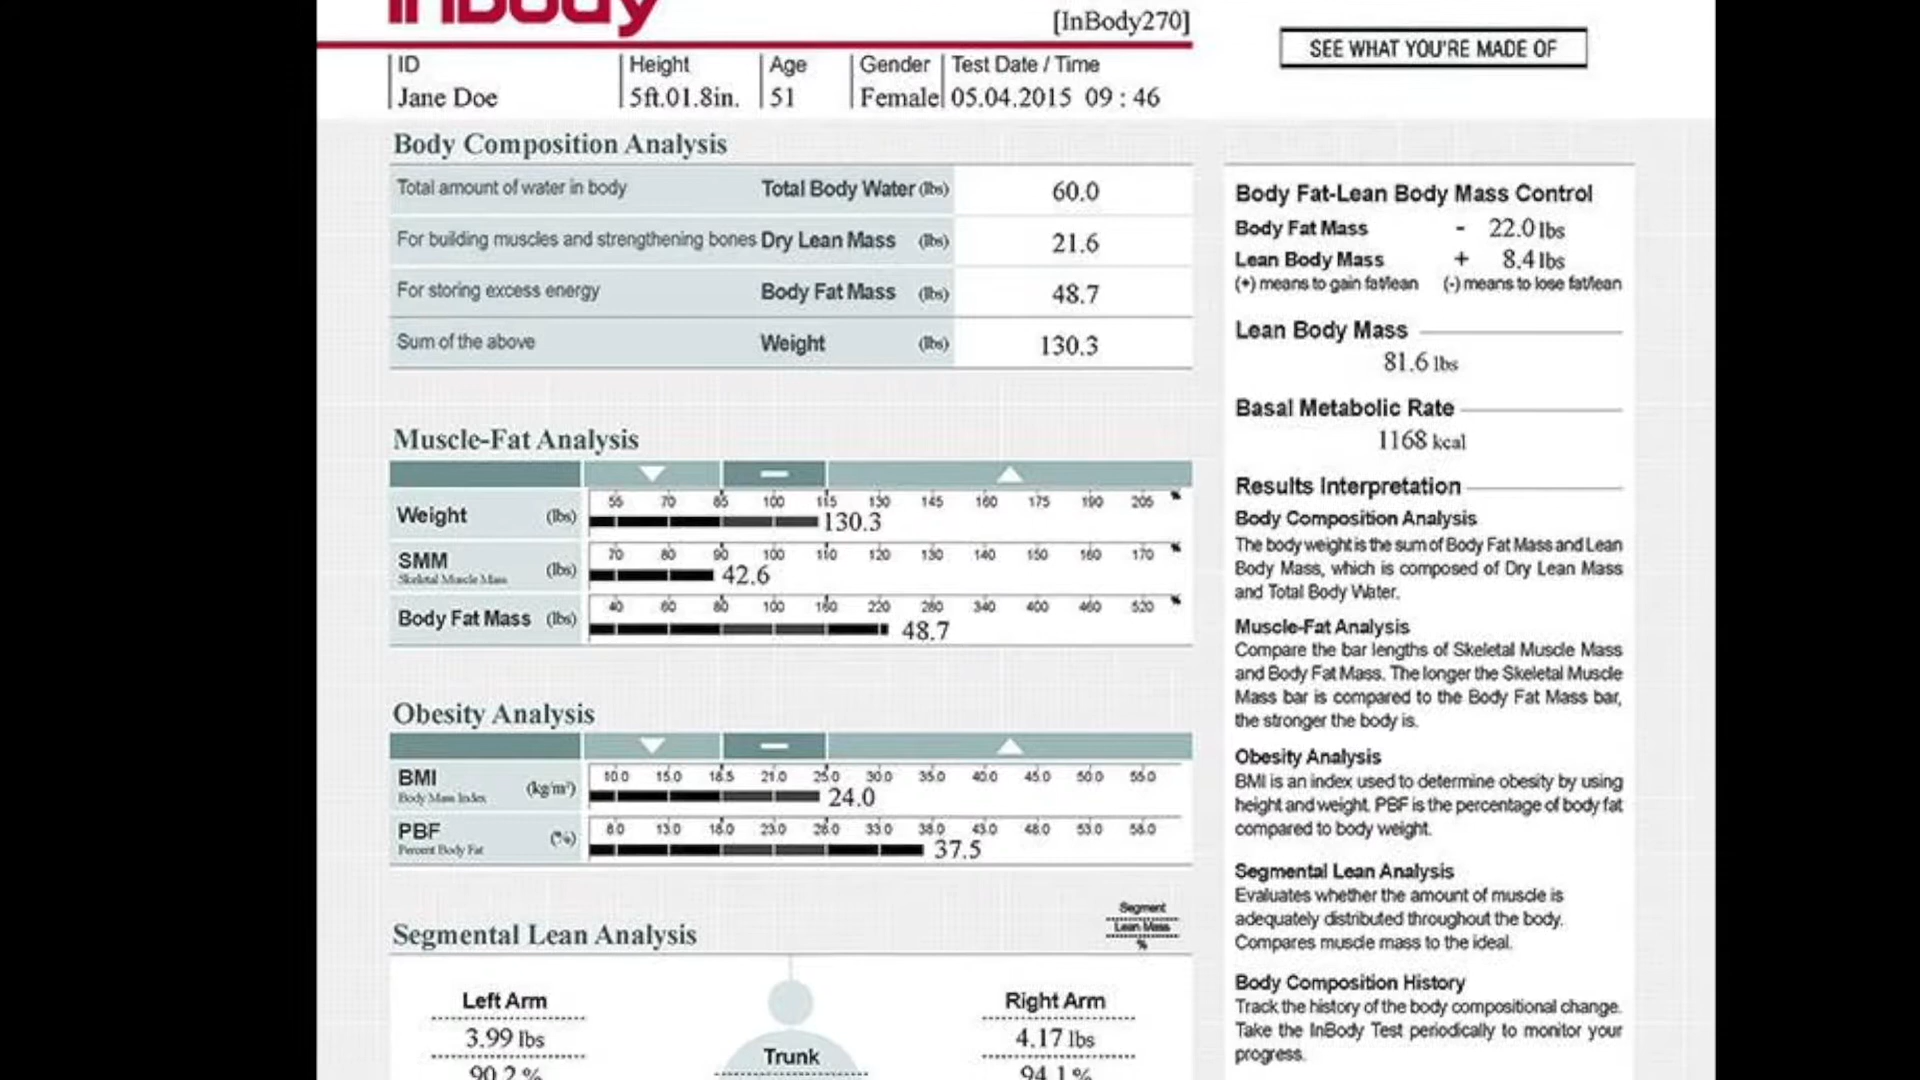 InBody
[InBody270]
SEE WHAT YOU'RE MADE OF
ID Height Age Gender Test Date / Time
Jane Doe 5ft.01.8in. 51 Female 05.04.2015 09 : 46
Body Composition Analysis
Total amount of water in body Total Body Water (lbs) 60.0
For building muscles and strengthening bones Dry Lean Mass (lbs) 21.6
For storing excess energy Body Fat Mass (lbs) 48.7
Sum of the above Weight (lbs) 130.3
Muscle-Fat Analysis
55 70 85 100 115 130 145 160 175 190 205 %
Weight (lbs) 130.3
70 80 90 100 110 120 130 140 150 160 170 %
SMM (lbs) 42.6
Skeletal Muscle Mass
40 60 80 100 160 220 280 340 400 460 520 %
Body Fat Mass (lbs) 48.7
Obesity Analysis
10.0 15.0 18.5 21.0 25.0 30.0 35.0 40.0 45.0 50.0 55.0
BMI (kg/m²) 24.0
Body Mass Index
8.0 13.0 18.0 23.0 28.0 33.0 38.0 43.0 48.0 53.0 58.0
PBF (%) 37.5
Percent Body Fat
Segmental Lean Analysis
Segment
Lean Mass
%
Left Arm
3.99 lbs
90.2 %
Trunk
Right Arm
4.17 lbs
94.1 %
Body Fat-Lean Body Mass Control
Body Fat Mass - 22.0 lbs
Lean Body Mass + 8.4 lbs
(+) means to gain fat/lean (-) means to lose fat/lean
Lean Body Mass
81.6 lbs
Basal Metabolic Rate
1168 kcal
Results Interpretation
Body Composition Analysis
The body weight is the sum of Body Fat Mass and Lean
Body Mass, which is composed of Dry Lean Mass
and Total Body Water.
Muscle-Fat Analysis
Compare the bar lengths of Skeletal Muscle Mass
and Body Fat Mass. The longer the Skeletal Muscle
Mass bar is compared to the Body Fat Mass bar,
the stronger the body is.
Obesity Analysis
BMI is an index used to determine obesity by using
height and weight. PBF is the percentage of body fat
compared to body weight.
Segmental Lean Analysis
Evaluates whether the amount of muscle is
adequately distributed throughout the body.
Compares muscle mass to the ideal.
Body Composition History
Track the history of the body compositional change.
Take the InBody Test periodically to monitor your
progress.